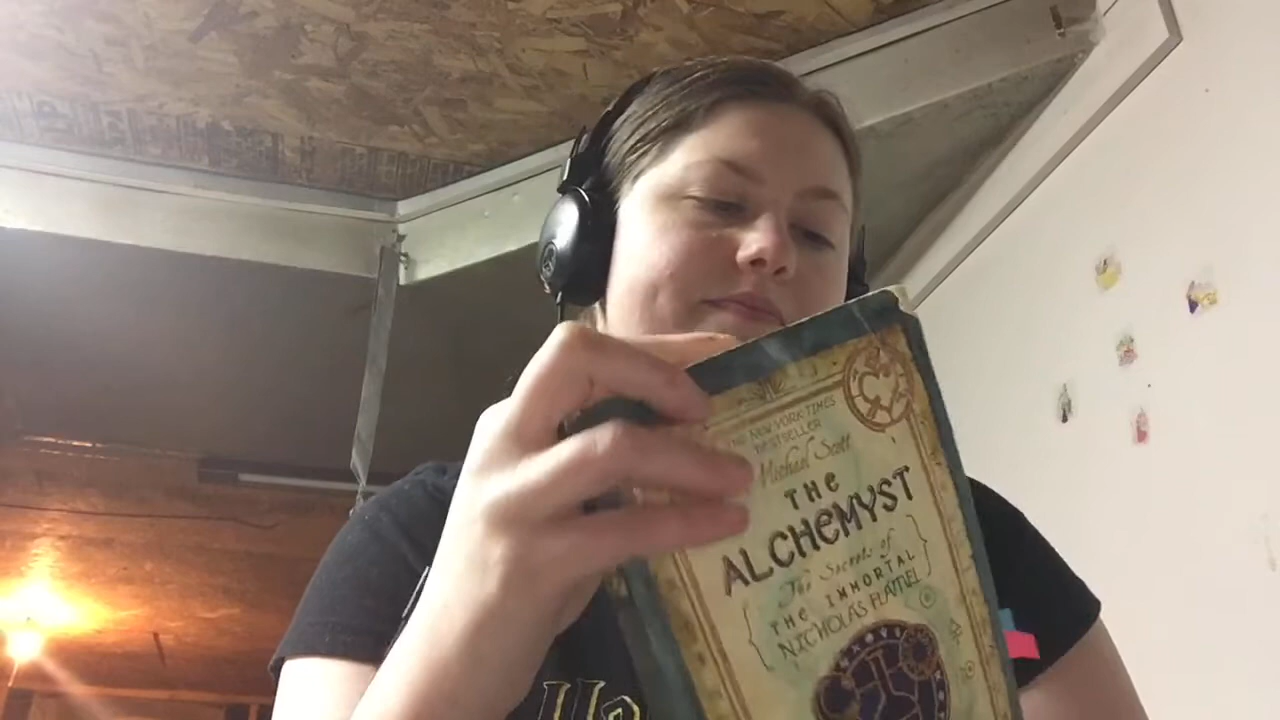 THE NEW YORK TIMES
BESTSELLER
Michael Scott
THE
ALCHEMYST
The Secrets of
THE IMMORTAL
NICHOLAS FLAMEL